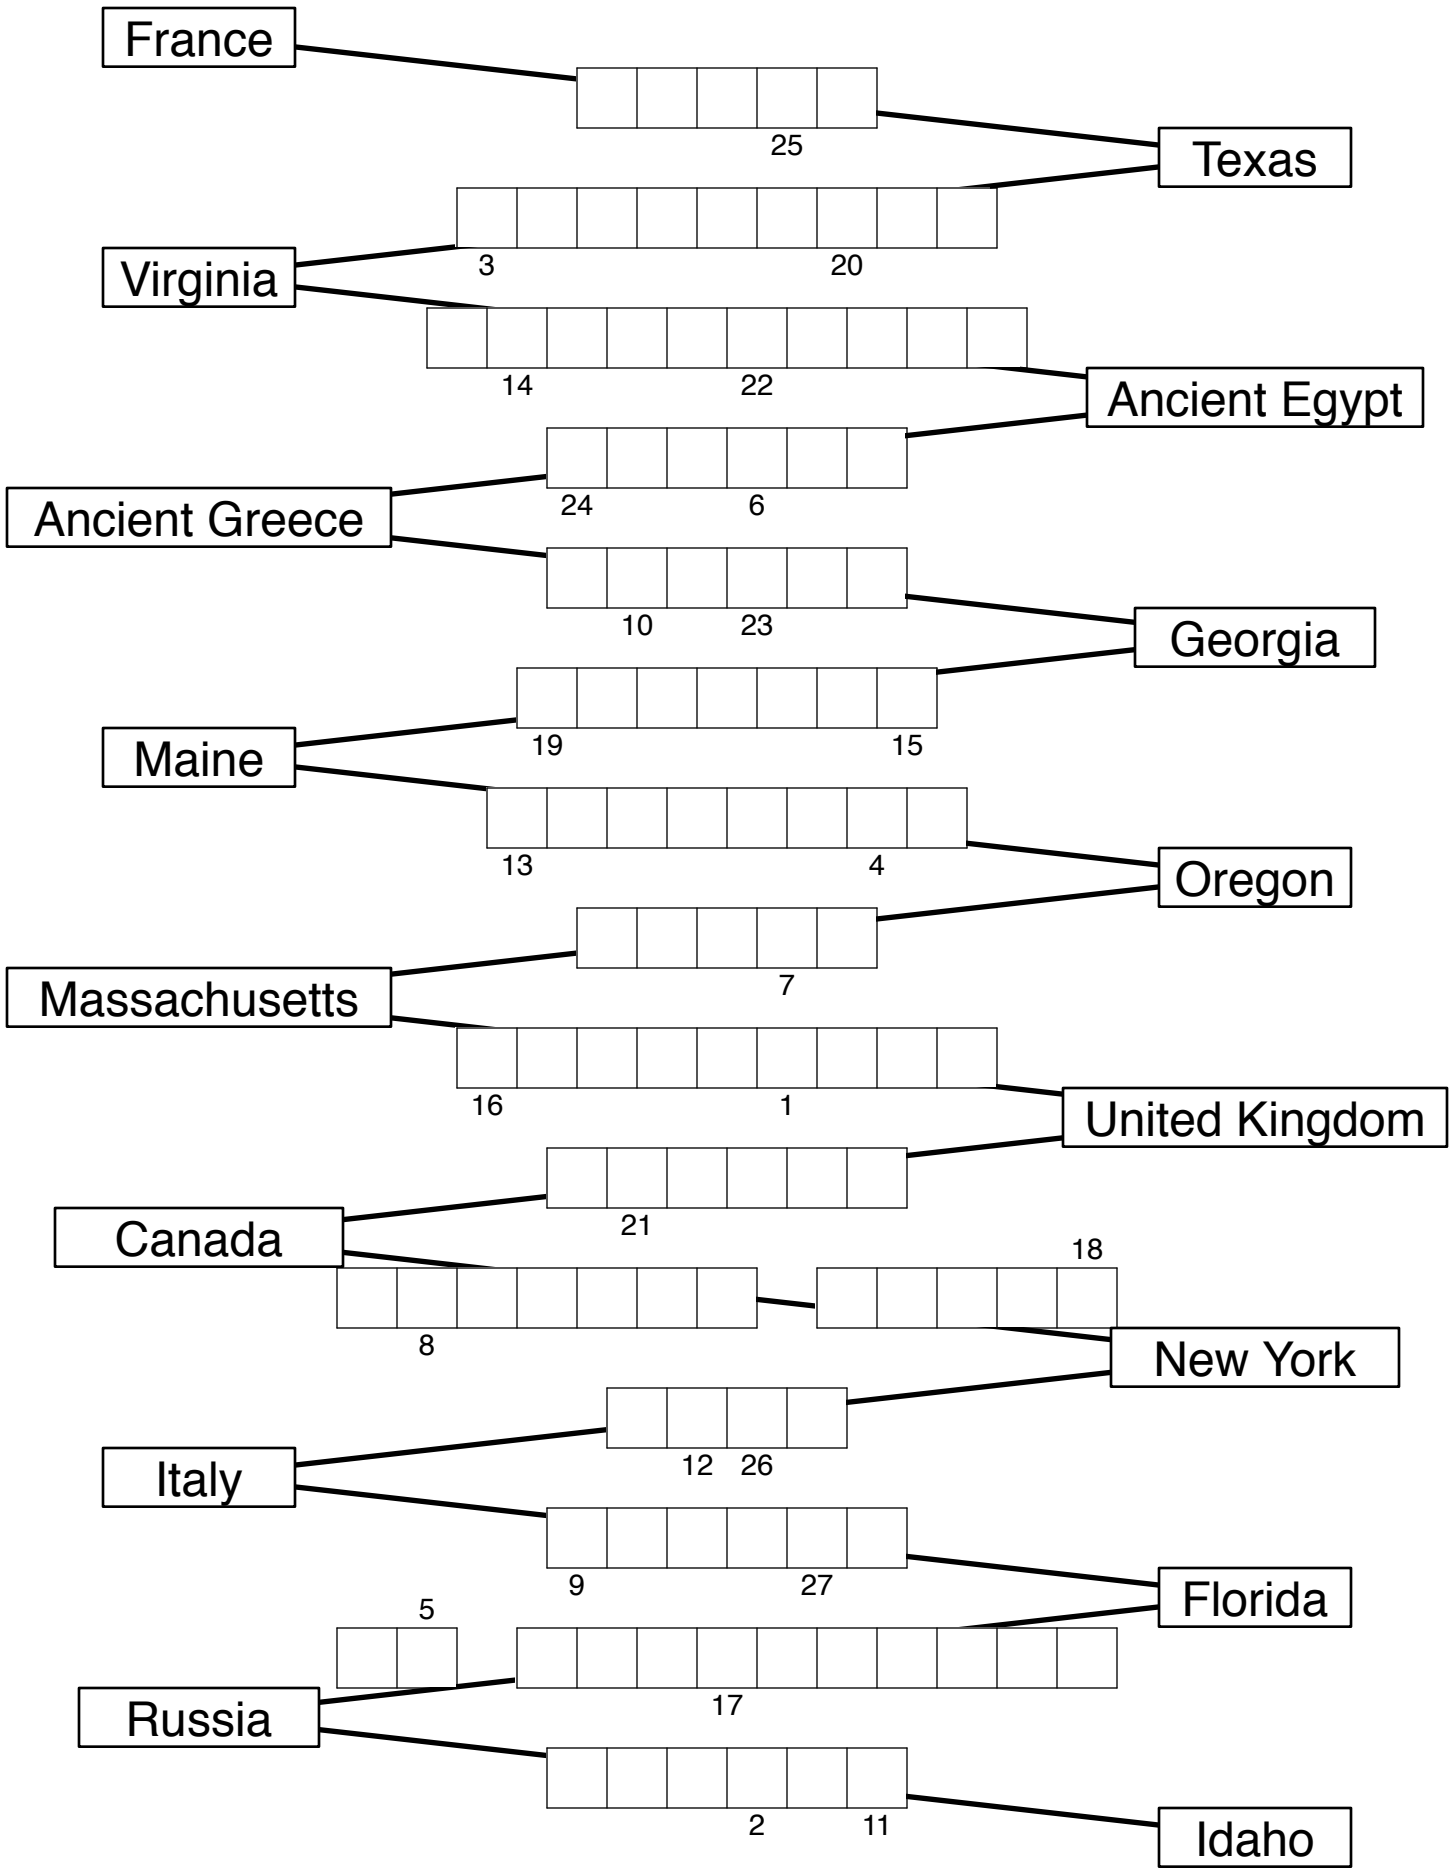 France
25
Texas
3
20
Virginia
14
22
Ancient Egypt
24
6
Ancient Greece
10
23
Georgia
19
15
Maine
13
4
Oregon
7
Massachusetts
16
1
United Kingdom
21
Canada
18
8
New York
12
26
Italy
9
27
Florida
5
17
Russia
2
11
Idaho